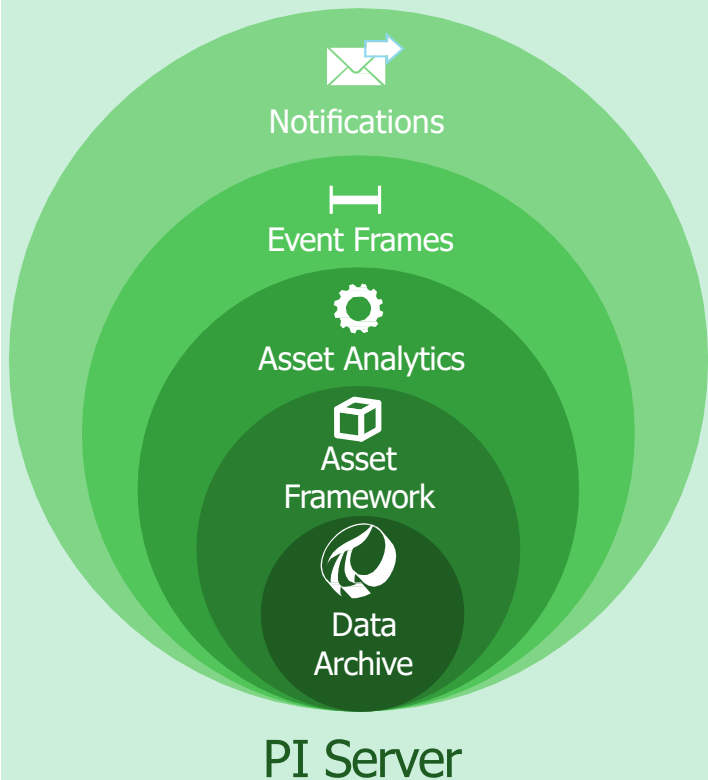 Notifications
Event Frames
Asset Analytics
Asset
Framework
Data
Archive
PI Server